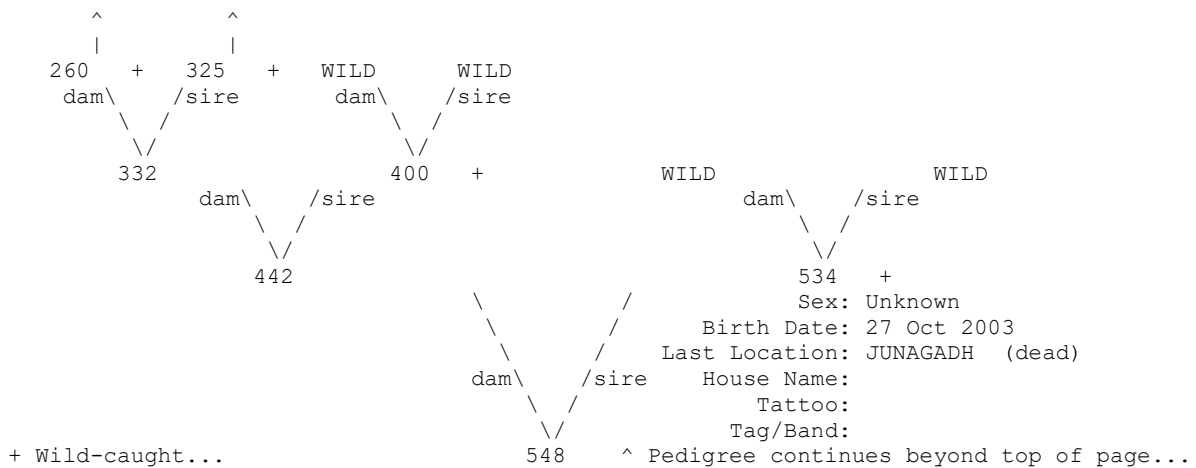 ^ ^
| |
260 + 325 + WILD WILD
dam\ /sire dam\ /sire
\ / \ /
\/ \/
332 400 + WILD WILD
dam\ /sire dam\ /sire
\ / \ /
\/ \/
442 534 +
\ / Sex: Unknown
\ / Birth Date: 27 Oct 2003
\ / Last Location: JUNAGADH (dead)
dam\ /sire House Name:
\ / Tattoo:
\/ Tag/Band:
+ Wild-caught... 548 ^ Pedigree continues beyond top of page...